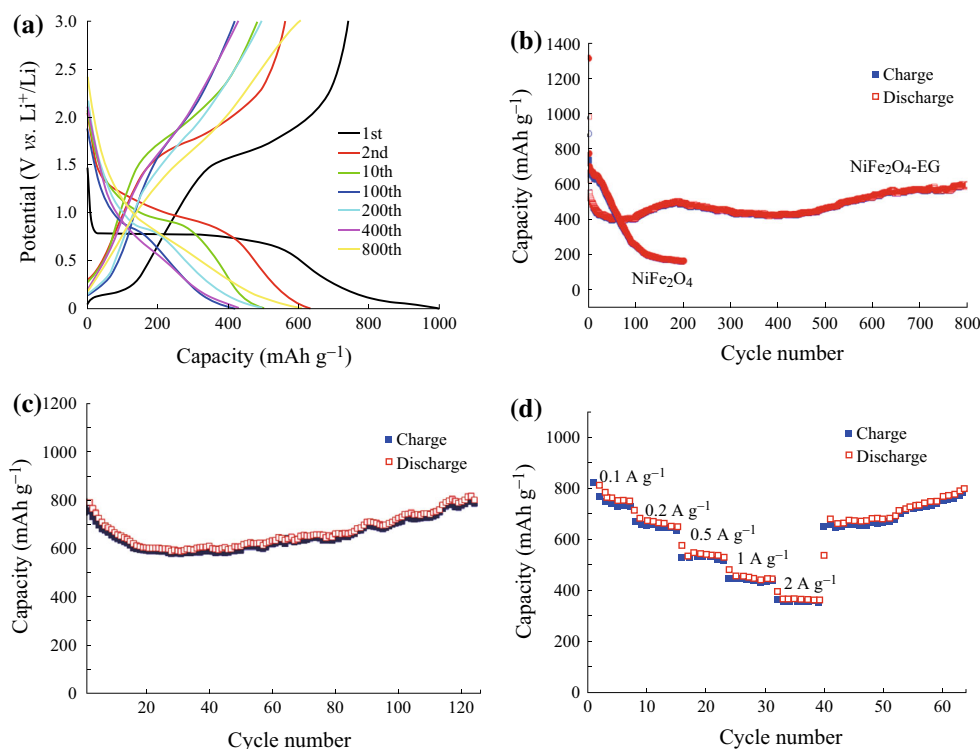 (a)
3.0
2.5
2.0
1.5
1.0
0.5
0
0 200 400 600 800 1000
Potential (V vs. Li⁺/Li)
Capacity (mAh g⁻¹)
1st
2nd
10th
100th
200th
400th
800th
(b)
1400
1200
1000
800
600
400
200
0
0 100 200 300 400 500 600 700 800
Capacity (mAh g⁻¹)
Cycle number
Charge
Discharge
NiFe₂O₄-EG
NiFe₂O₄
(c)
1200
1000
800
600
400
200
0
20 40 60 80 100 120
Capacity (mAh g⁻¹)
Cycle number
Charge
Discharge
(d)
1000
800
600
400
200
0
0 10 20 30 40 50 60
Capacity (mAh g⁻¹)
Cycle number
Charge
Discharge
0.1 A g⁻¹
0.2 A g⁻¹
0.5 A g⁻¹
1 A g⁻¹
2 A g⁻¹